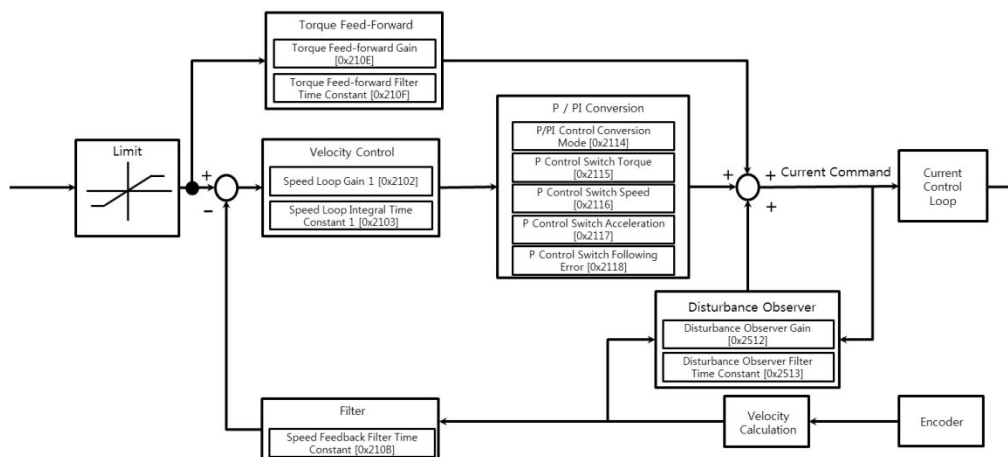 Torque Feed-Forward
Torque Feed-forward Gain
[0x210E]
Torque Feed-forward Filter
Time Constant [0x210F]
P / PI Conversion
P/PI Control Conversion
Mode [0x2114]
P Control Switch Torque
[0x2115]
P Control Switch Speed
[0x2116]
P Control Switch Acceleration
[0x2117]
P Control Switch Following
Error [0x2118]
Limit
+
−
Velocity Control
Speed Loop Gain 1 [0x2102]
Speed Loop Integral Time
Constant 1 [0x2103]
+
+
+
Current Command
Current
Control
Loop
Disturbance Observer
Disturbance Observer Gain
[0x2512]
Disturbance Observer Filter
Time Constant [0x2513]
Filter
Speed Feedback Filter Time
Constant [0x210B]
Velocity
Calculation
Encoder